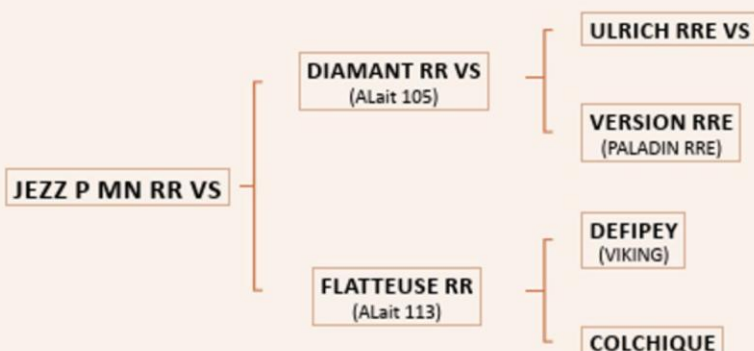 JEZZ P MN RR VS
DIAMANT RR VS
(ALait 105)
FLATTEUSE RR
(ALait 113)
ULRICH RRE VS
VERSION RRE
(PALADIN RRE)
DEFIPEY
(VIKING)
COLCHIQUE